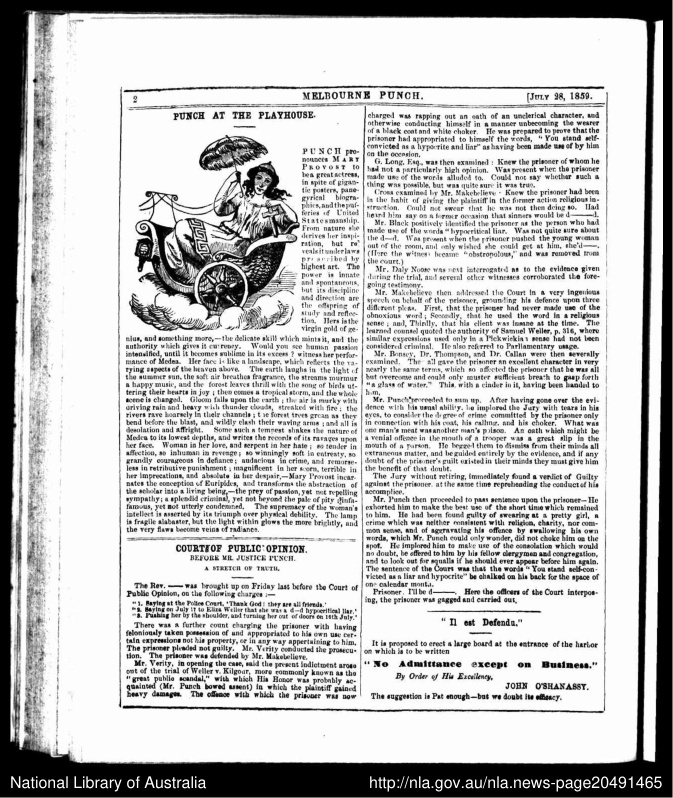 2
MELBOURNE PUNCH.
[JULY 28, 1859.
PUNCH AT THE PLAYHOUSE.
PUNCH pro-
nounces MARY
PROVOST to
be a great actress,
in spite of gigan-
tic posters, pane-
gyrical biogra-
phies, and the puf-
feries of United
Statesmanship.
From nature she
derives her inspi-
ration, but re-
veals it under laws
prescribed by
highest art. The
power is innate
and spontaneous,
but its discipline
and direction are
the offspring of
study and reflec-
tion. Hers is the
virgin gold of ge-
nius, and something more,—the delicate skill which mints it, and the
authority which gives it currency. Would you see human passion
intensified, until it becomes sublime in its excess? witness her perfor-
mance of Medea. Her face is like a landscape, which reflects the va-
rying aspects of the heaven above. The earth laughs in the light of
the summer sun, the soft air breathes fragrance, the streams murmur
a happy music, and the forest leaves thrill with the song of birds ut-
tering their hearts in joy; then comes a tropical storm, and the whole
scene is charged. Gloom falls upon the earth; the air is murky with
driving rain and heavy with thunder clouds, streaked with fire; the
rivers rave hoarsely in their channels; the forest trees groan as they
bend before the blast, and wildly clash their waving arms; and all is
desolation and affright. Some such a tempest shakes the nature of
Medea to its lowest depths, and writes the records of its ravages upon
her face. Woman in her love, and serpent in her hate; so tender in
affection, so inhuman in revenge; so winningly soft in entreaty, so
grandly courageous in defiance; audacious in crime, and remorse-
less in retributive punishment; magnificent in her scorn, terrible in
her imprecations, and absolute in her despair,—Mary Provost incar-
nates the conception of Euripides, and transforms the abstraction of
the scholar into a living being,—the prey of passion, yet not repelling
sympathy; a splendid criminal, yet not beyond the pale of pity; infa-
famous, yet not utterly condemned. The supremacy of the woman's
intellect is asserted by its triumph over physical debility. The lamp
is fragile alabaster, but the light within glows the more brightly, and
the very flaws become veins of radiance.
COURT OF PUBLIC OPINION.
BEFORE MR. JUSTICE PUNCH.
A STRETCH OF TRUTH.
The Rev. —— was brought up on Friday last before the Court of
Public Opinion, on the following charges:—
"1. Saying at the Police Court, 'Thank God! they are all friends.'
"2. Saying on July 17 to Eliza Weller that she was a d—d hypocritical liar.'
"3. Pushing her by the shoulder, and turning her out of doors on 16th July.'
There was a further count charging the prisoner with having
feloniously taken possession of and appropriated to his own use cer-
tain expressions not his property, or in any way appertaining to him.
The prisoner pleaded not guilty. Mr. Verity conducted the prosecu-
tion. The prisoner was defended by Mr. Makebelieve.
Mr. Verity, in opening the case, said the present indictment arose
out of the trial of Weller v. Kilgour, more commonly known as the
"great public scandal," with which His Honor was probably ac-
quainted (Mr. Punch bowed assent) in which the plaintiff gained
heavy damages. The offence with which the prisoner was now
charged was rapping out an oath of an unclerical character, and
otherwise conducting himself in a manner unbecoming the wearer
of a black coat and white choker. He was prepared to prove that the
prisoner had appropriated to himself the words, "You stand self-
convicted as a hypocrite and liar" as having been made use of by him
on the occasion.
G. Long, Esq., was then examined: Knew the prisoner of whom he
had not a particularly high opinion. Was present when the prisoner
made use of the words alluded to. Could not say whether such a
thing was possible, but was quite sure it was true.
Cross examined by Mr. Makebelieve: Knew the prisoner had been
in the habit of giving the plaintiff in the former action religious in-
struction. Could not swear that he was not then doing so. Had
heard him say on a former occasion that sinners would be d——d.
Mr. Black positively identified the prisoner as the person who had
made use of the words "hypocritical liar. Was not quite sure about
the d—d. Was present when the prisoner pushed the young woman
out of the room, and only wished she could get at him, she'd——.
(Here the witness became "obstropolous," and was removed from
the court.)
Mr. Daly Noose was next interrogated as to the evidence given
during the trial, and several other witnesses corroborated the fore-
going testimony.
Mr. Makebelieve then addressed the Court in a very ingenious
speech on behalf of the prisoner, grounding his defence upon three
different pleas. First, that the prisoner had never made use of the
obnoxious word; Secondly, that he used the word in a religious
sense; and, Thirdly, that his client was insane at the time. The
learned counsel quoted the authority of Samuel Weller, p. 316, where
similar expressions used only in a Pickwickian sense had not been
considered criminal. He also referred to Parliamentary usage.
Mr. Boncey, Dr. Thompson, and Dr. Callan were then severally
examined. They all gave the prisoner an excellent character in very
nearly the same terms, which so affected the prisoner that he was all
but overcome and could only muster sufficient breath to gasp forth
"a glass of water." This, with a cinder in it, having been handed to
him,
Mr. Punch proceeded to sum up. After having gone over the evi-
dence with his usual ability, he implored the Jury with tears in his
eyes, to consider the degree of crime committed by the prisoner only
in connection with his coat, his calling, and his choker. What was
one man's meat was another man's poison. An oath which might be
a venial offence in the mouth of a trooper was a great slip in the
mouth of a parson. He begged them to dismiss from their minds all
extraneous matter, and be guided entirely by the evidence, and if any
doubt of the prisoner's guilt existed in their minds they must give him
the benefit of that doubt.
The Jury without retiring, immediately found a verdict of Guilty
against the prisoner, at the same time reprehending the conduct of his
accomplice.
Mr. Punch then proceeded to pass sentence upon the prisoner—He
exhorted him to make the best use of the short time which remained
to him. He had been found guilty of swearing at a pretty girl, a
crime which was neither consistent with religion, charity, nor com-
mon sense, and of aggravating his offence by swallowing his own
words, which Mr. Punch could only wonder, did not choke him on the
spot. He implored him to make use of the consolation which would
no doubt, be offered to him by his fellow clergymen and congregation,
and to look out for squalls if he should ever appear before him again.
The sentence of the Court was that the words "You stand self-con-
victed as a liar and hypocrite" be chalked on his back for the space of
one calendar month.
Prisoner. I'll be d——. Here the officers of the Court interpos-
ing, the prisoner was gagged and carried out.
"Il est Defendu."
It is proposed to erect a large board at the entrance of the harbor
on which is to be written
"No Admittance except on Business."
By Order of His Excellency,
JOHN O'SHANASSY.
The suggestion is Pat enough—but we doubt its efficacy.
National Library of Australia
http://nla.gov.au/nla.news-page20491465